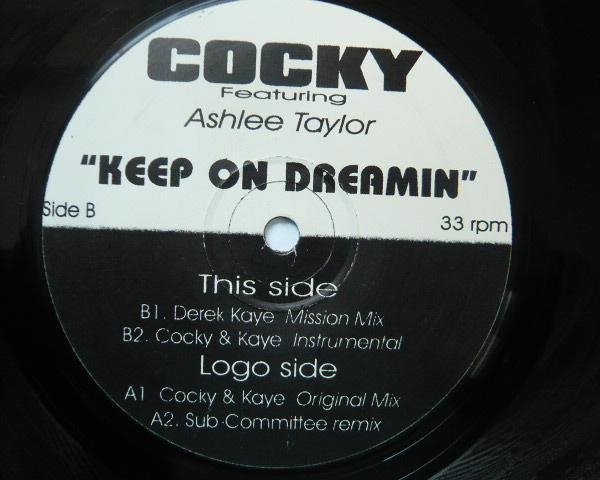 COCKY
Featuring
Ashlee Taylor
"KEEP ON DREAMIN"
Side B
33 rpm
This side
B1. Derek Kaye Mission Mix
B2. Cocky & Kaye Instrumental
Logo side
A1 Cocky & Kaye Original Mix
A2. Sub-Committee remix